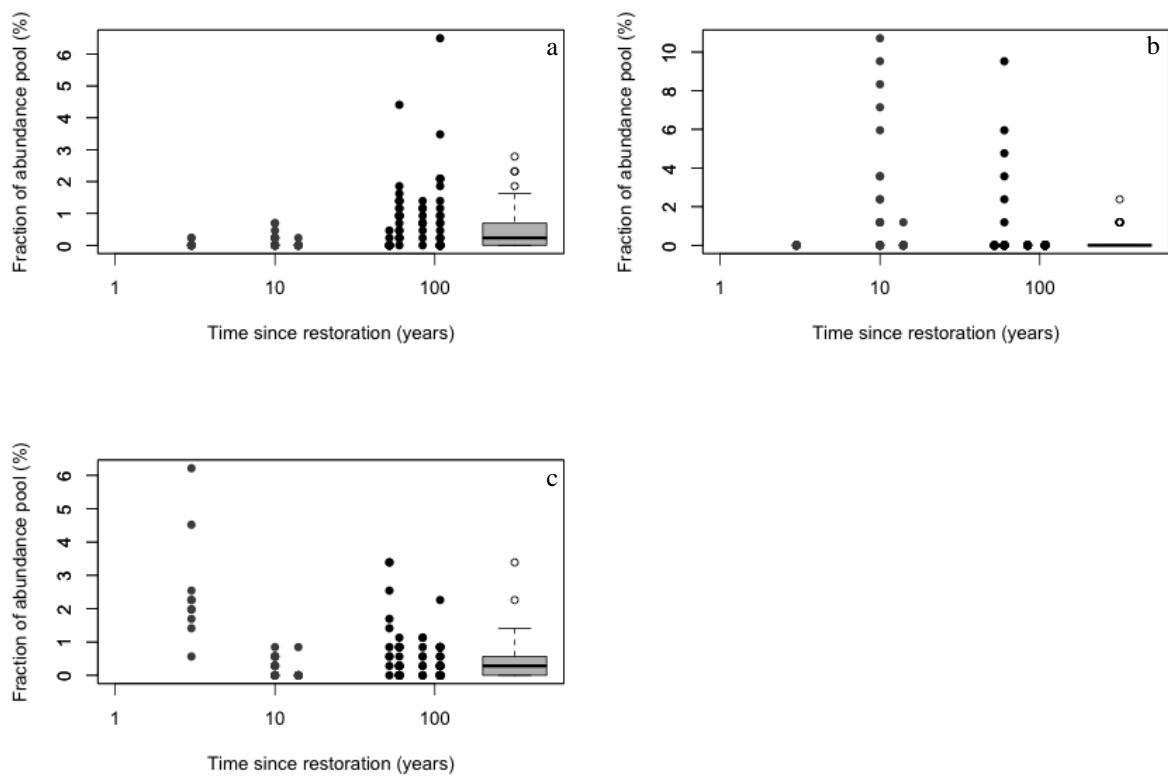 a
Fraction of abundance pool (%)
6
5
4
3
2
1
0
1 10 100
Time since restoration (years)
b
Fraction of abundance pool (%)
10
8
6
4
2
0
1 10 100
Time since restoration (years)
c
Fraction of abundance pool (%)
6
5
4
3
2
1
0
1 10 100
Time since restoration (years)